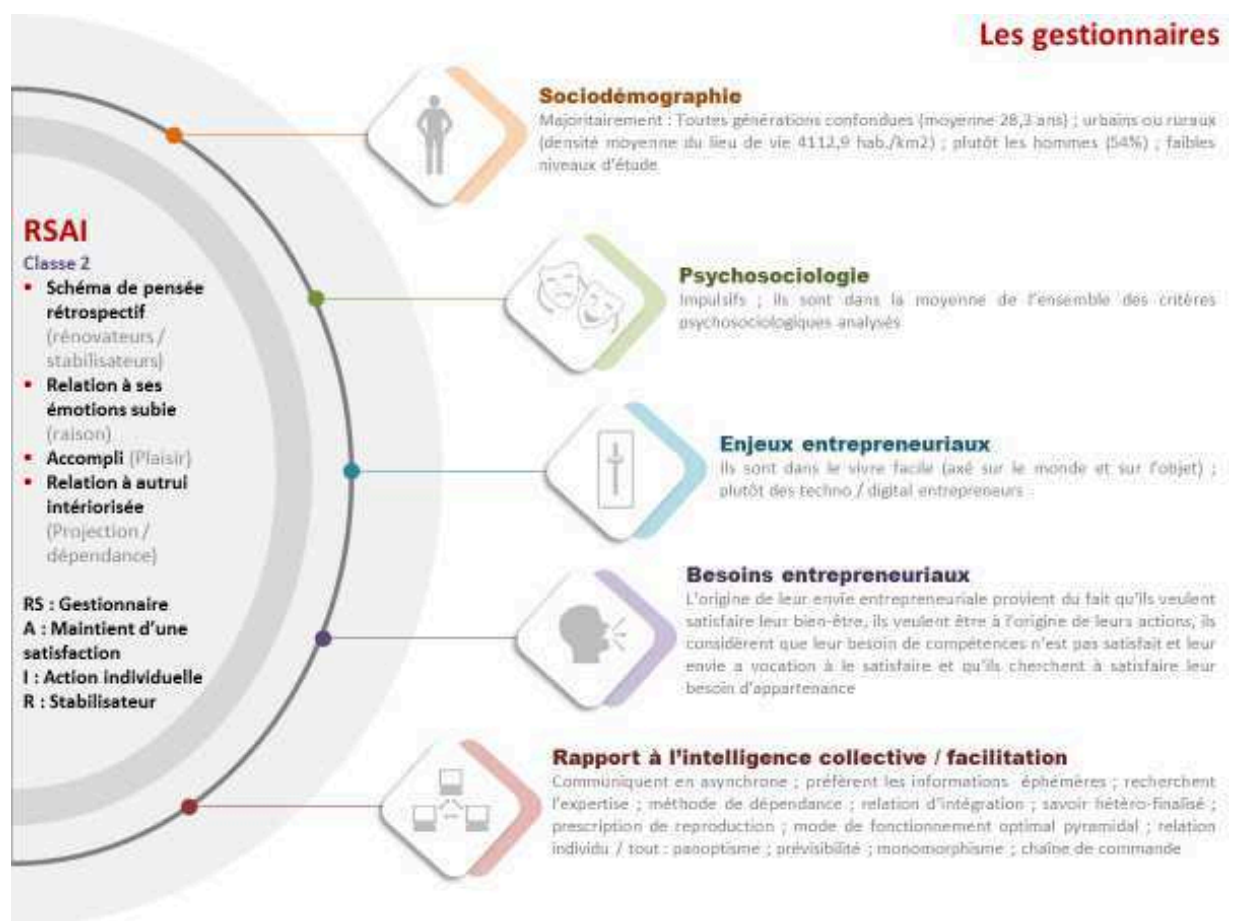 Les gestionnaires
Sociodémographie
Majoritairement : Toutes générations confondues (moyenne 28,3 ans) ; urbains ou ruraux
(densité moyenne du lieu de vie 4112,9 hab./km2) ; plutôt les hommes (54%) ; faibles
niveaux d'étude
RSAI
Classe 2
▪ Schéma de pensée
rétrospectif
(rénovateurs /
stabilisateurs)
▪ Relation à ses
émotions subie
(raison)
▪ Accompli (Plaisir)
▪ Relation à autrui
intériorisée
(Projection /
dépendance)
RS : Gestionnaire
A : Maintient d'une
satisfaction
I : Action individuelle
R : Stabilisateur
Psychosociologie
Impulsifs ; ils sont dans la moyenne de l'ensemble des critères
psychosociologiques analysés
Enjeux entrepreneuriaux
Ils sont dans le vivre facile (axé sur le monde et sur l'objet) ;
plutôt des techno / digital entrepreneurs
Besoins entrepreneuriaux
L'origine de leur envie entrepreneuriale provient du fait qu'ils veulent
satisfaire leur bien-être, ils veulent être à l'origine de leurs actions, ils
considèrent que leur besoin de compétences n'est pas satisfait et leur
envie a vocation à le satisfaire et qu'ils cherchent à satisfaire leur
besoin d'appartenance
Rapport à l'intelligence collective / facilitation
Communiquent en asynchrone ; préfèrent les informations éphémères ; recherchent
l'expertise ; méthode de dépendance ; relation d'intégration ; savoir hétéro-finalisé ;
prescription de reproduction ; mode de fonctionnement optimal pyramidal ; relation
individu / tout : panoptisme ; prévisibilité ; monomorphisme ; chaîne de commande